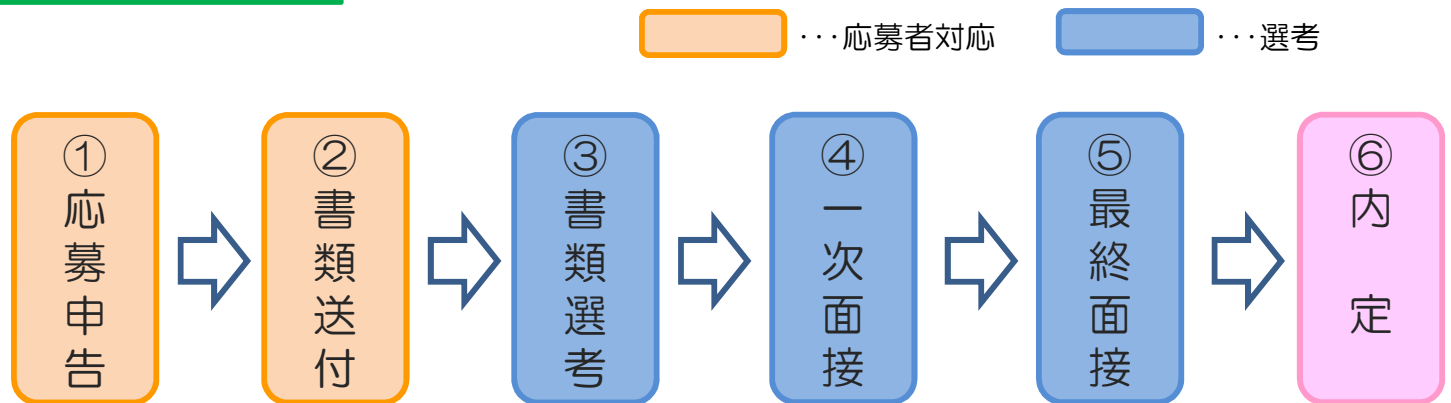 ･･･応募者対応
･･･選考
①応募申告
②書類送付
③書類選考
④一次面接
⑤最終面接
⑥内定